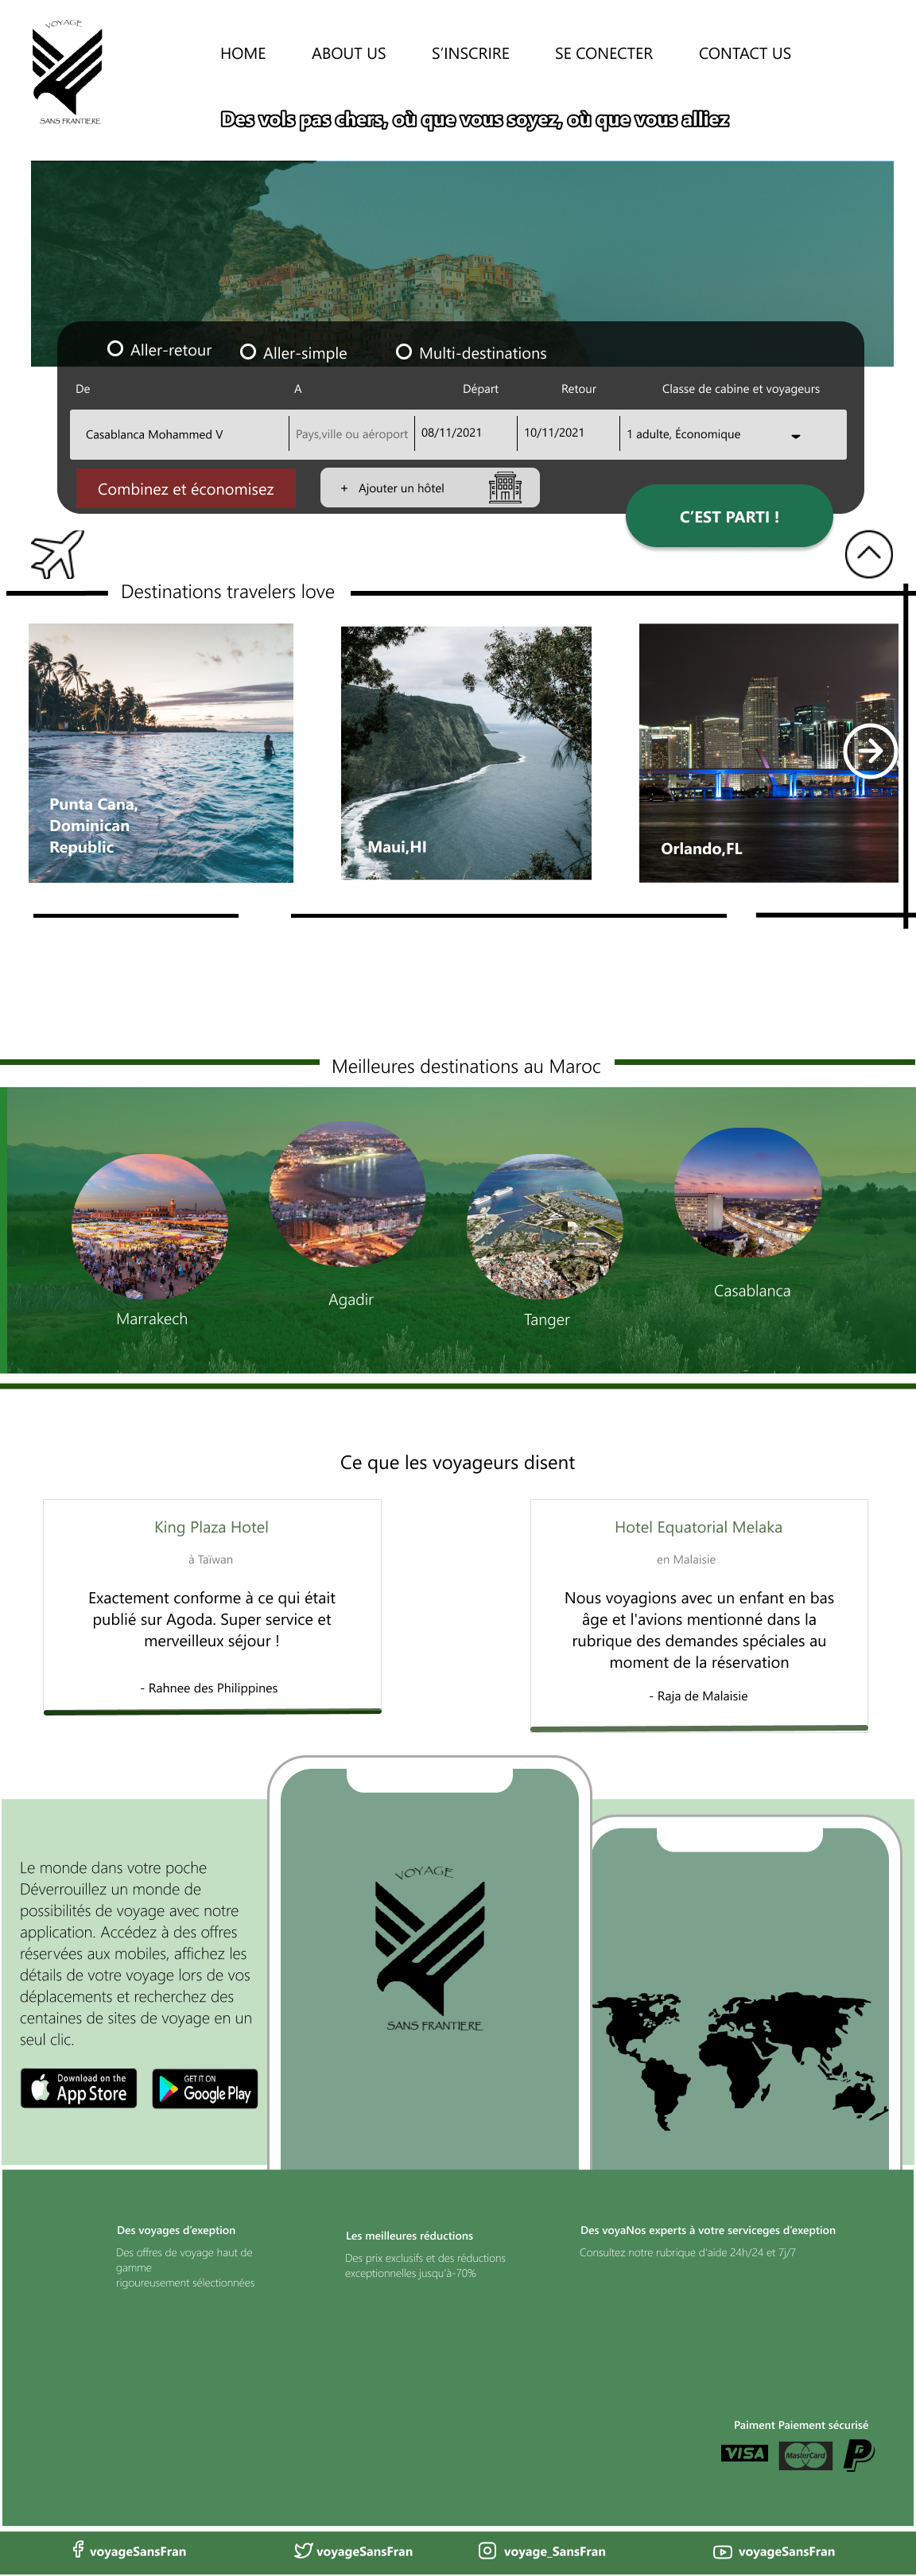 VOYAGE
SANS FRANTIERE
HOME ABOUT US S'INSCRIRE SE CONECTER CONTACT US
Des vols pas chers, où que vous soyez, où que vous alliez
Aller-retour Aller-simple Multi-destinations
De A Départ Retour Classe de cabine et voyageurs
Casablanca Mohammed V Pays,ville ou aéroport 08/11/2021 10/11/2021 1 adulte, Économique
Combinez et économisez + Ajouter un hôtel
C'EST PARTI !
Destinations travelers love
Punta Cana,
Dominican
Republic
Maui,HI
Orlando,FL
Meilleures destinations au Maroc
Marrakech
Agadir
Tanger
Casablanca
Ce que les voyageurs disent
King Plaza Hotel
à Taïwan
Exactement conforme à ce qui était
publié sur Agoda. Super service et
merveilleux séjour !
- Rahnee des Philippines
Hotel Equatorial Melaka
en Malaisie
Nous voyagions avec un enfant en bas
âge et l'avions mentionné dans la
rubrique des demandes spéciales au
moment de la réservation
- Raja de Malaisie
Le monde dans votre poche
Déverrouillez un monde de
possibilités de voyage avec notre
application. Accédez à des offres
réservées aux mobiles, affichez les
détails de votre voyage lors de vos
déplacements et recherchez des
centaines de sites de voyage en un
seul clic.
Download on the
App Store
GET IT ON
Google Play
VOYAGE
SANS FRANTIERE
Des voyages d'exeption
Des offres de voyage haut de
gamme
rigoureusement sélectionnées
Les meilleures réductions
Des prix exclusifs et des réductions
exceptionnelles jusqu'à-70%
Des voyaNos experts à votre serviceges d'exeption
Consultez notre rubrique d'aide 24h/24 et 7j/7
Paiment Paiement sécurisé
VISA MasterCard
voyageSansFran voyageSansFran voyage_SansFran voyageSansFran